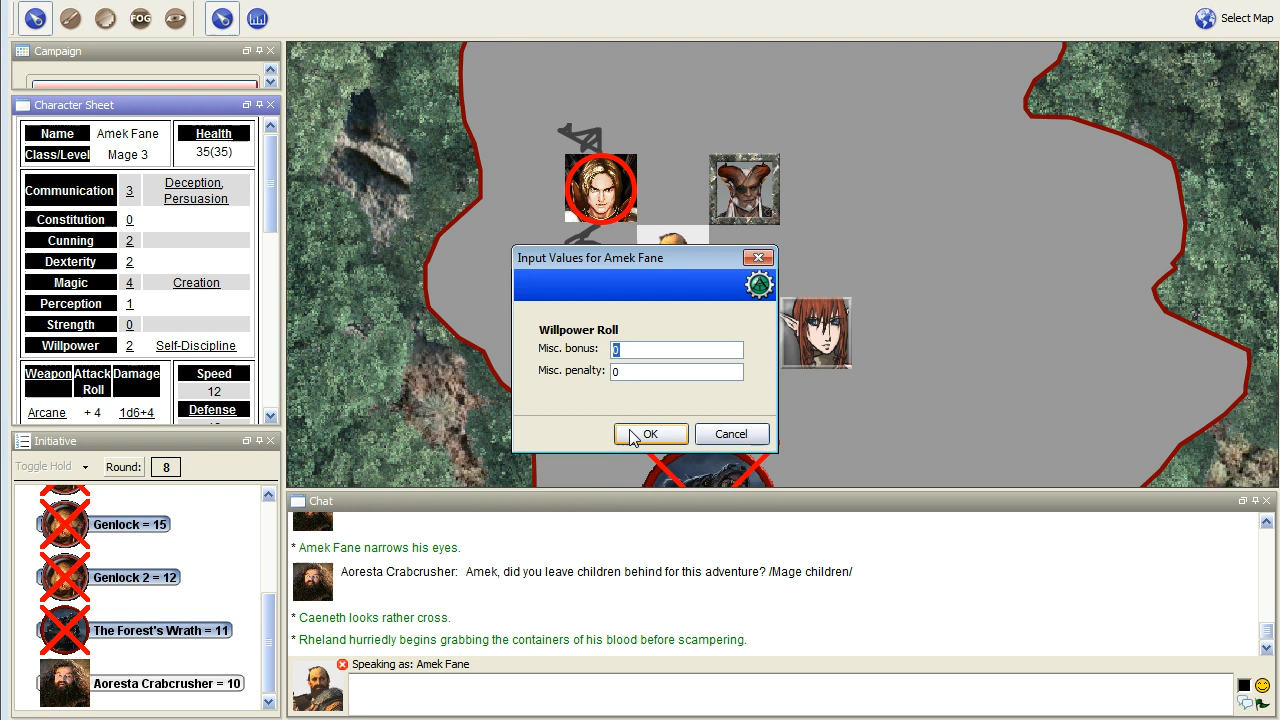 FOG
Select Map
Campaign
Character Sheet
Name Amek Fane Health
Class/Level Mage 3 35(35)
Communication 3 Deception,
Persuasion
Constitution 0
Cunning 2
Dexterity 2
Magic 4 Creation
Perception 1
Strength 0
Willpower 2 Self-Discipline
Weapon Attack Roll Damage Speed
12
Arcane + 4 1d6+4 Defense
Initiative
Toggle Hold Round: 8
Genlock = 15
Genlock 2 = 12
The Forest's Wrath = 11
Aoresta Crabcrusher = 10
Input Values for Amek Fane
Willpower Roll
Misc. bonus: 0
Misc. penalty: 0
OK Cancel
Chat
* Amek Fane narrows his eyes.
Aoresta Crabcrusher: Amek, did you leave children behind for this adventure? /Mage children/
* Caeneth looks rather cross.
* Rheland hurriedly begins grabbing the containers of his blood before scampering.
Speaking as: Amek Fane